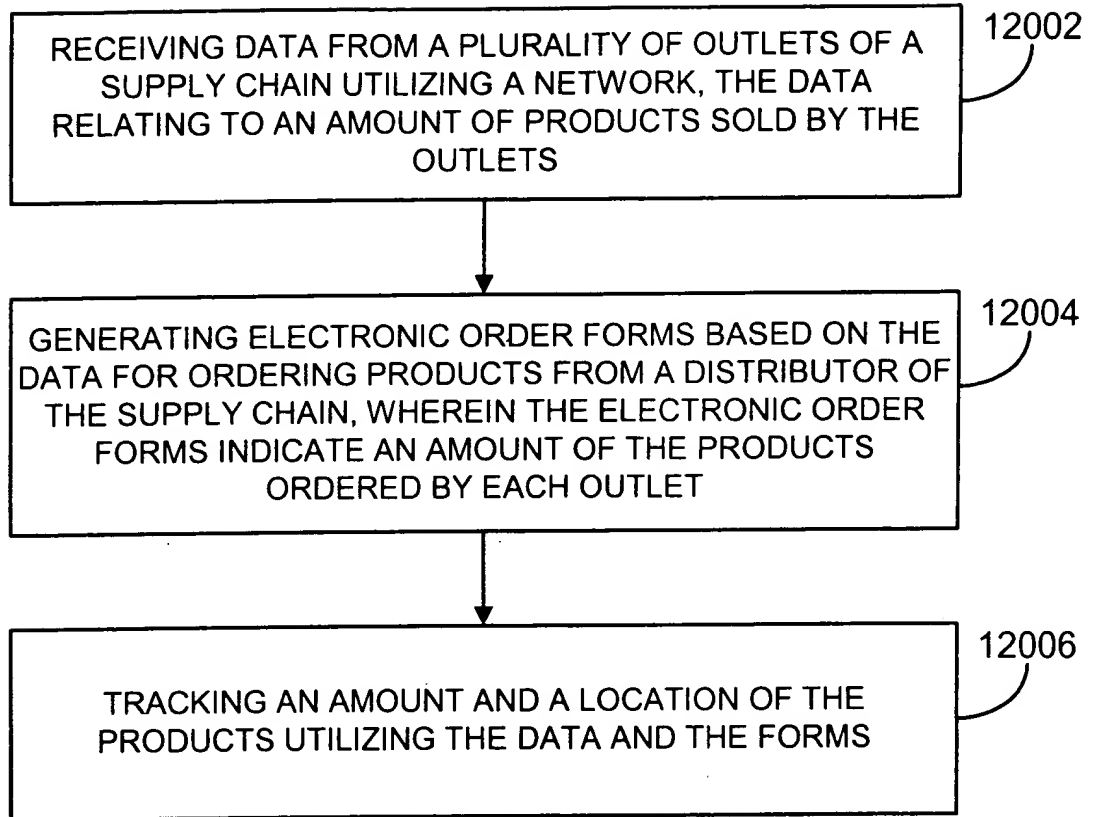 RECEIVING DATA FROM A PLURALITY OF OUTLETS OF A
SUPPLY CHAIN UTILIZING A NETWORK, THE DATA
RELATING TO AN AMOUNT OF PRODUCTS SOLD BY THE
OUTLETS
12002
GENERATING ELECTRONIC ORDER FORMS BASED ON THE
DATA FOR ORDERING PRODUCTS FROM A DISTRIBUTOR OF
THE SUPPLY CHAIN, WHEREIN THE ELECTRONIC ORDER
FORMS INDICATE AN AMOUNT OF THE PRODUCTS
ORDERED BY EACH OUTLET
12004
TRACKING AN AMOUNT AND A LOCATION OF THE
PRODUCTS UTILIZING THE DATA AND THE FORMS
12006